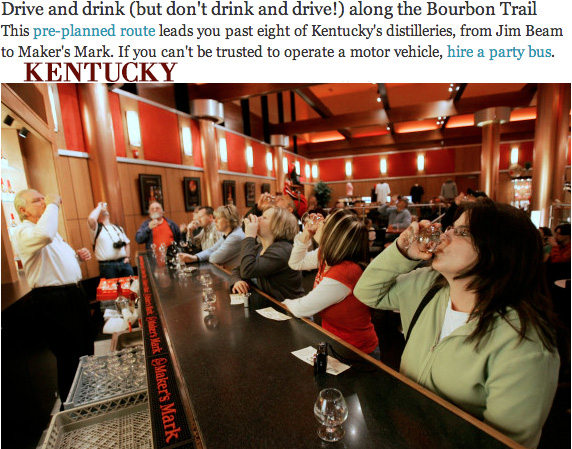 Drive and drink (but don't drink and drive!) along the Bourbon Trail
This pre-planned route leads you past eight of Kentucky's distilleries, from Jim Beam
to Maker's Mark. If you can't be trusted to operate a motor vehicle, hire a party bus.
KENTUCKY
Maker's Mark
Maker's Mark